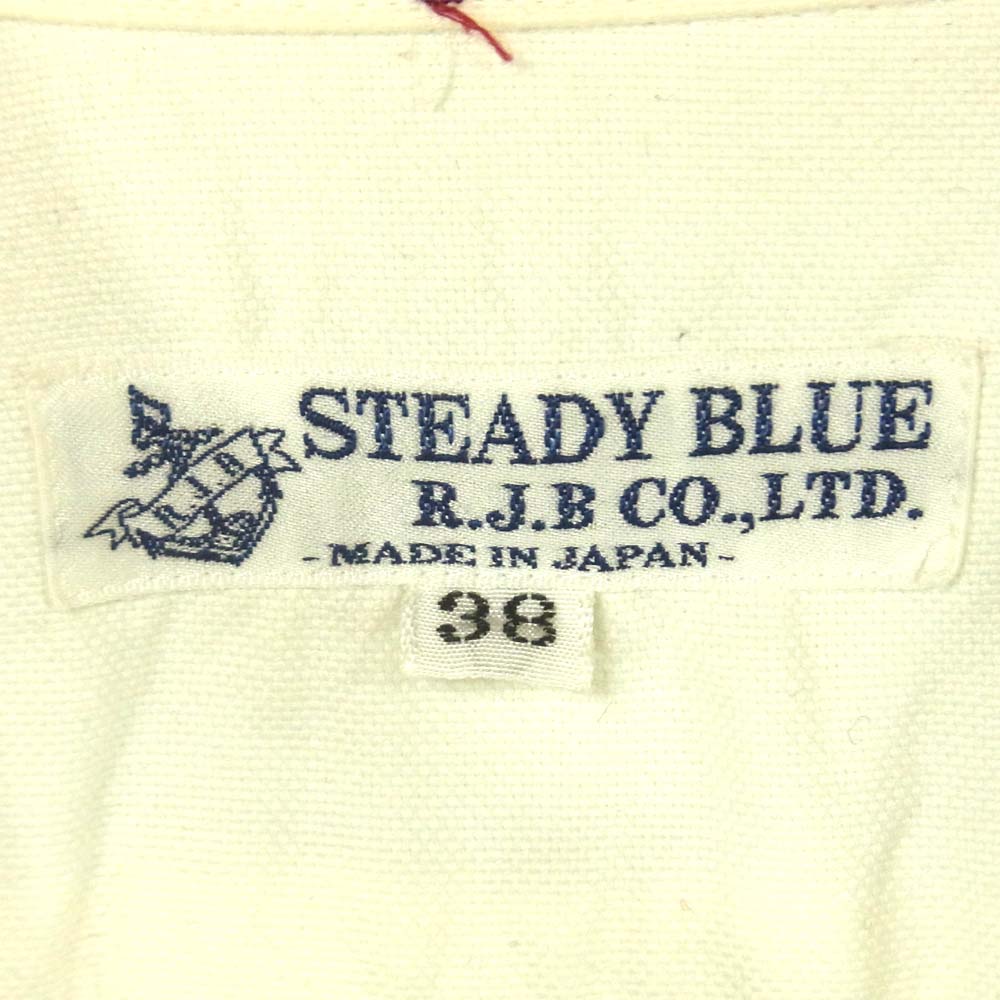 STEADY BLUE
R.J.B CO.,LTD.
-MADE IN JAPAN-
38